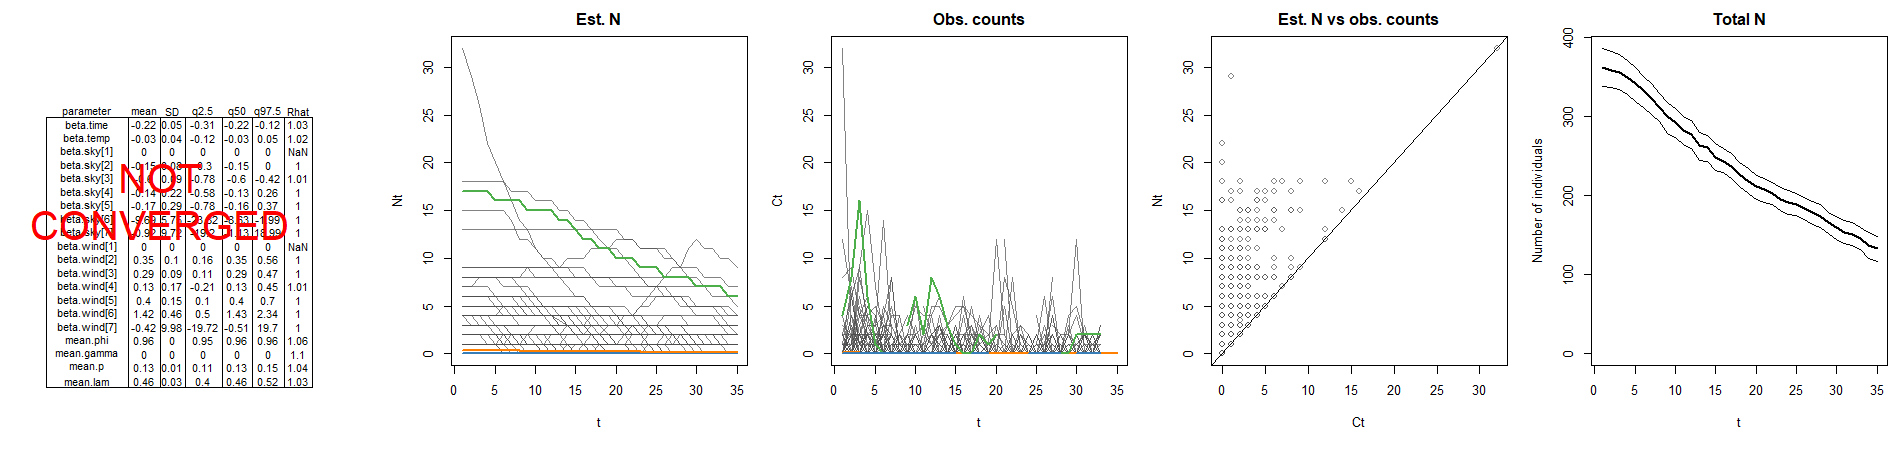 Est. N
Obs. counts
Est. N vs obs. counts
Total N
parameter mean SD q2.5 q50 q97.5 Rhat
beta.time −0.22 0.05 −0.31 −0.22 −0.12 1.03
beta.temp −0.03 0.04 −0.12 −0.03 0.05 1.02
beta.sky[1] 0 0 0 0 0 NaN
beta.sky[2] −0.15 0.08 −0.3 −0.15 0 1
beta.sky[3] 0.09 −0.78 −0.6 −0.42 1.01
beta.sky[4] −0.14 0.22 −0.58 −0.13 0.26 1
beta.sky[5] −0.17 0.29 −0.78 −0.16 0.37 1
beta.sky[6] 1
beta.sky[7] 1
beta.wind[1] 0 0 0 0 0 NaN
beta.wind[2] 0.35 0.1 0.16 0.35 0.56 1
beta.wind[3] 0.29 0.09 0.11 0.29 0.47 1
beta.wind[4] 0.13 0.17 −0.21 0.13 0.45 1.01
beta.wind[5] 0.4 0.15 0.1 0.4 0.7 1
beta.wind[6] 1.42 0.46 0.5 1.43 2.34 1
beta.wind[7] −0.42 9.98 −19.72 −0.51 19.7 1
mean.phi 0.96 0 0.95 0.96 0.96 1.06
mean.gamma 0 0 0 0 0 1.1
mean.p 0.13 0.01 0.11 0.13 0.15 1.04
mean.lam 0.46 0.03 0.4 0.46 0.52 1.03
NOT
CONVERGED
Nt
0 5 10 15 20 25 30
0 5 10 15 20 25 30 35
t
Ct
0 5 10 15 20 25 30
0 5 10 15 20 25 30 35
t
Nt
0 5 10 15 20 25 30
0 5 10 15 20 25 30
Ct
Number of individuals
0 100 200 300 400
0 5 10 15 20 25 30 35
t